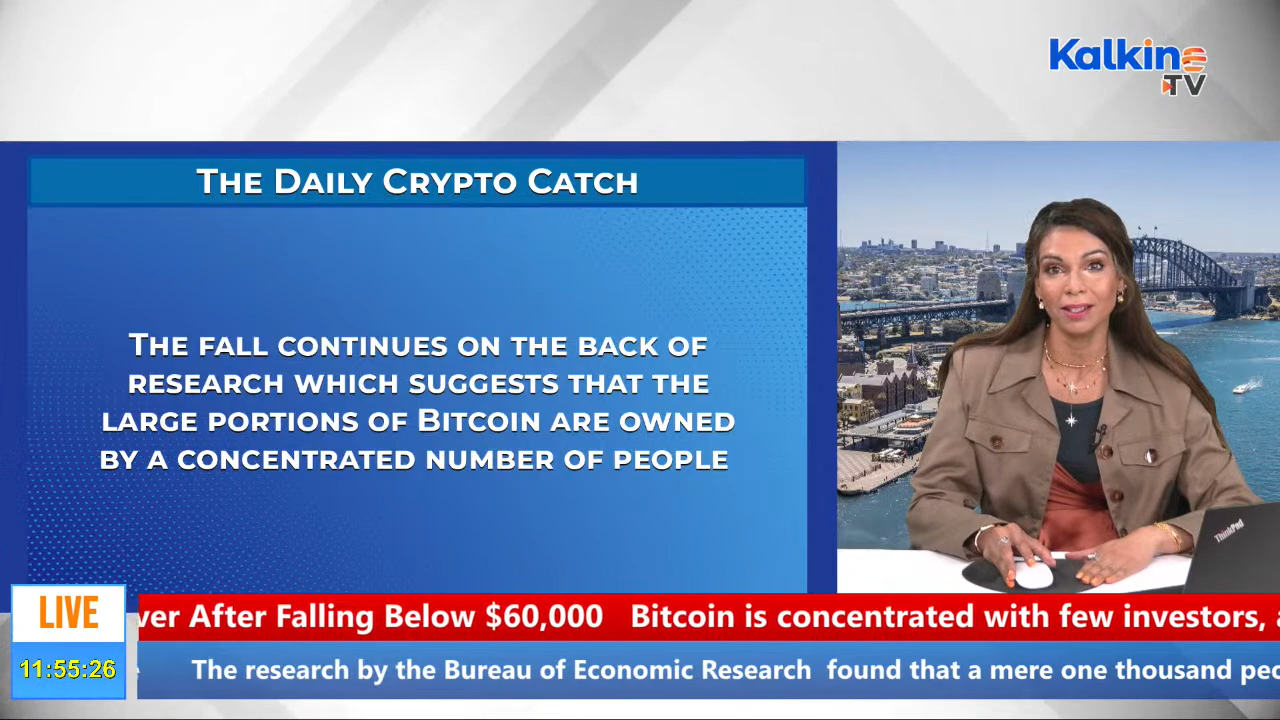 Kalkine
TV
THE DAILY CRYPTO CATCH
THE FALL CONTINUES ON THE BACK OF
RESEARCH WHICH SUGGESTS THAT THE
LARGE PORTIONS OF BITCOIN ARE OWNED
BY A CONCENTRATED NUMBER OF PEOPLE
ThinkPad
LIVE
After Falling Below $60,000 Bitcoin is concentrated with few investors,
11:55:26
The research by the Bureau of Economic Research found that a mere one thousand